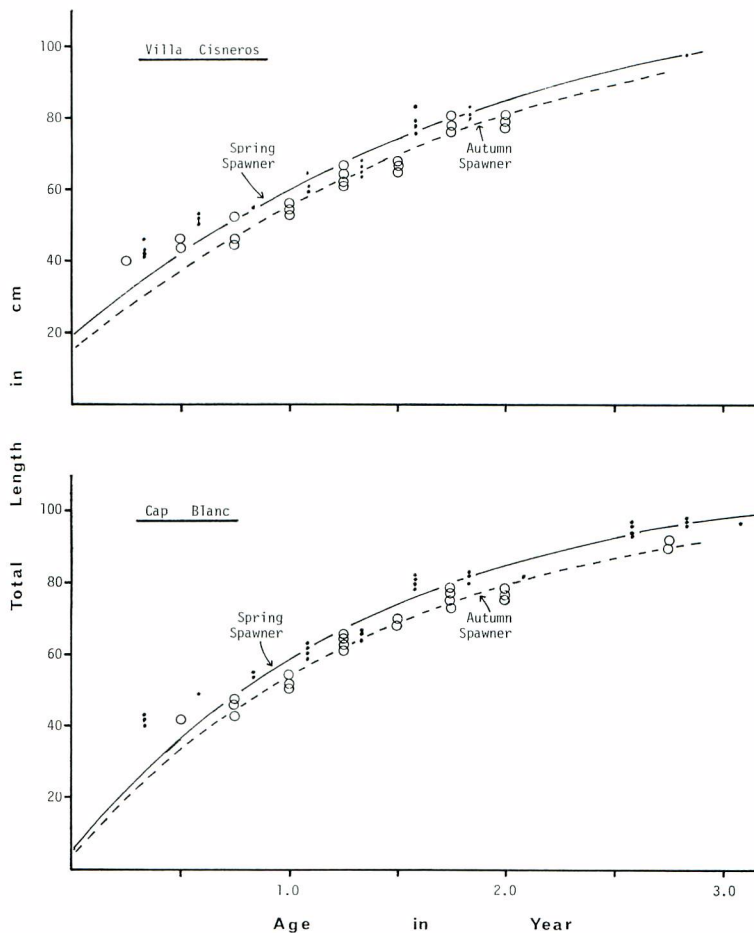 Villa Cisneros
100
80
60
40
20
Spring
Spawner
Autumn
Spawner
Total Length in cm
Cap Blanc
100
80
60
40
20
Spring
Spawner
Autumn
Spawner
1.0 2.0 3.0
Age in Year